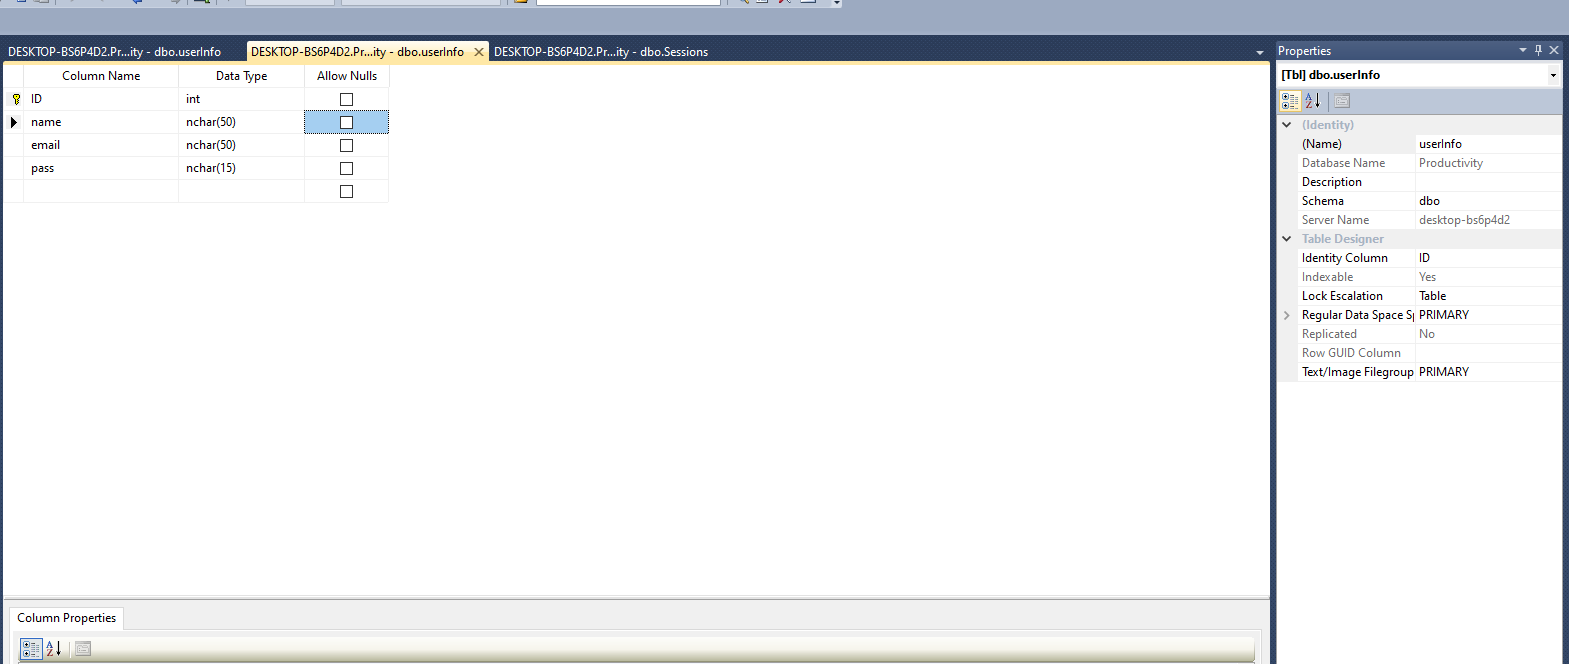 DESKTOP-BS6P4D2.Pr...ity - dbo.userInfo
DESKTOP-BS6P4D2.Pr...ity - dbo.userInfo
DESKTOP-BS6P4D2.Pr...ity - dbo.Sessions
Column Name Data Type Allow Nulls
ID int
name nchar(50)
email nchar(50)
pass nchar(15)
Column Properties
Properties
[Tbl] dbo.userInfo
(Identity)
(Name) userInfo
Database Name Productivity
Description
Schema dbo
Server Name desktop-bs6p4d2
Table Designer
Identity Column ID
Indexable Yes
Lock Escalation Table
Regular Data Space Sp PRIMARY
Replicated No
Row GUID Column
Text/Image Filegroup PRIMARY